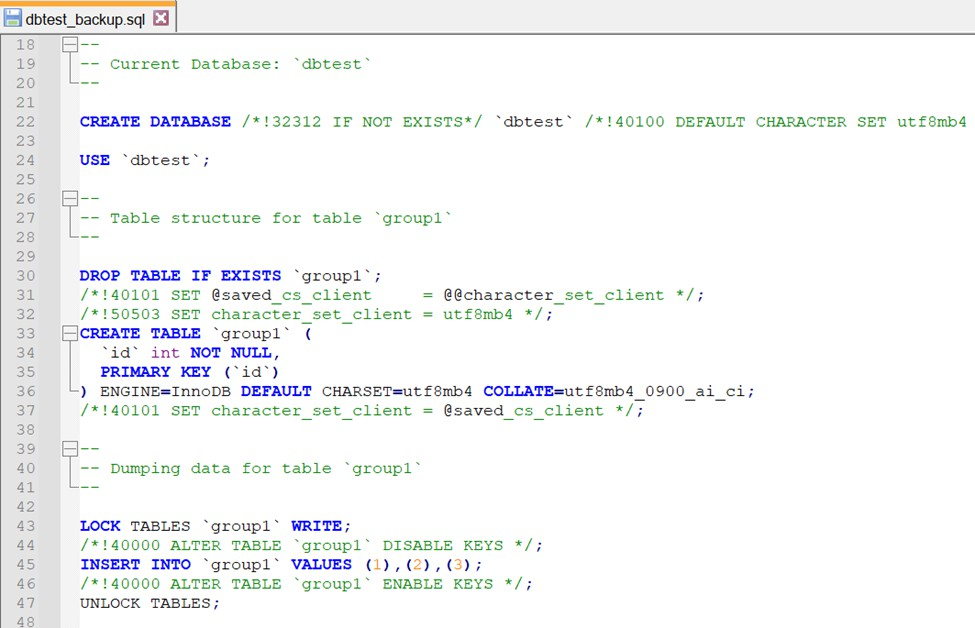 dbtest_backup.sql
18 --
19 -- Current Database: `dbtest`
20 --
21
22 CREATE DATABASE /*!32312 IF NOT EXISTS*/ `dbtest` /*!40100 DEFAULT CHARACTER SET utf8mb4
23
24 USE `dbtest`;
25
26 --
27 -- Table structure for table `group1`
28 --
29
30 DROP TABLE IF EXISTS `group1`;
31 /*!40101 SET @saved_cs_client     = @@character_set_client */;
32 /*!50503 SET character_set_client = utf8mb4 */;
33 CREATE TABLE `group1` (
34   `id` int NOT NULL,
35   PRIMARY KEY (`id`)
36 ) ENGINE=InnoDB DEFAULT CHARSET=utf8mb4 COLLATE=utf8mb4_0900_ai_ci;
37 /*!40101 SET character_set_client = @saved_cs_client */;
38
39 --
40 -- Dumping data for table `group1`
41 --
42
43 LOCK TABLES `group1` WRITE;
44 /*!40000 ALTER TABLE `group1` DISABLE KEYS */;
45 INSERT INTO `group1` VALUES (1),(2),(3);
46 /*!40000 ALTER TABLE `group1` ENABLE KEYS */;
47 UNLOCK TABLES;
48